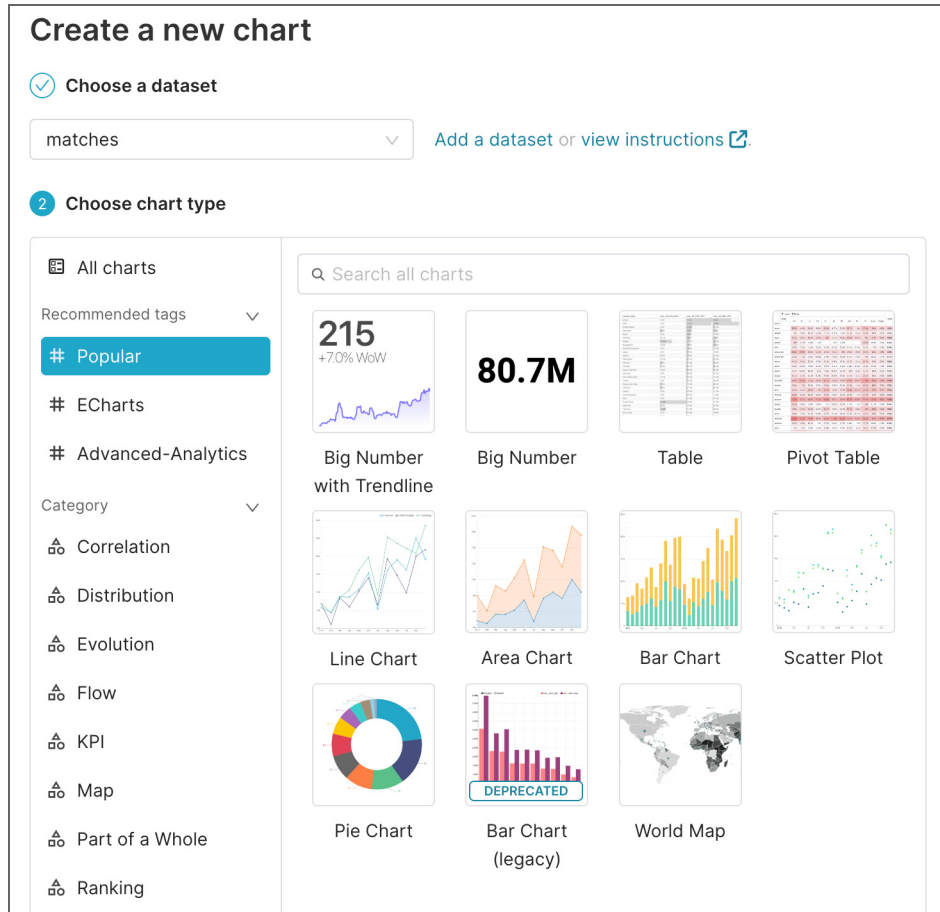 Create a new chart
Choose a dataset
matches
Add a dataset or view instructions.
2 Choose chart type
All charts
Recommended tags
# Popular
# ECharts
# Advanced-Analytics
Category
Correlation
Distribution
Evolution
Flow
KPI
Map
Part of a Whole
Ranking
Search all charts
215
+7.0% WoW
80.7M
Big Number
with Trendline
Big Number
Table
Pivot Table
Line Chart
Area Chart
Bar Chart
Scatter Plot
DEPRECATED
Pie Chart
Bar Chart
(legacy)
World Map